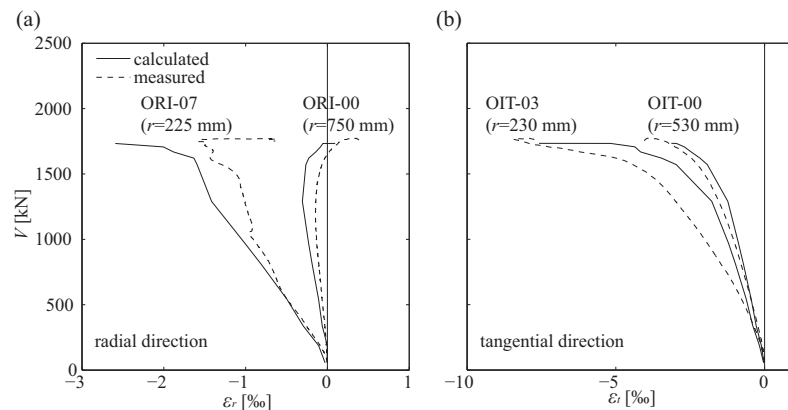 (a)
2500
calculated
measured
2000
ORI-07
(r=225 mm)
ORI-00
(r=750 mm)
1500
V [kN]
1000
500
radial direction
0
−3
−2
−1
0
1
εr [‰]
(b)
OIT-03
(r=230 mm)
OIT-00
(r=530 mm)
tangential direction
−10
−5
0
εt [‰]